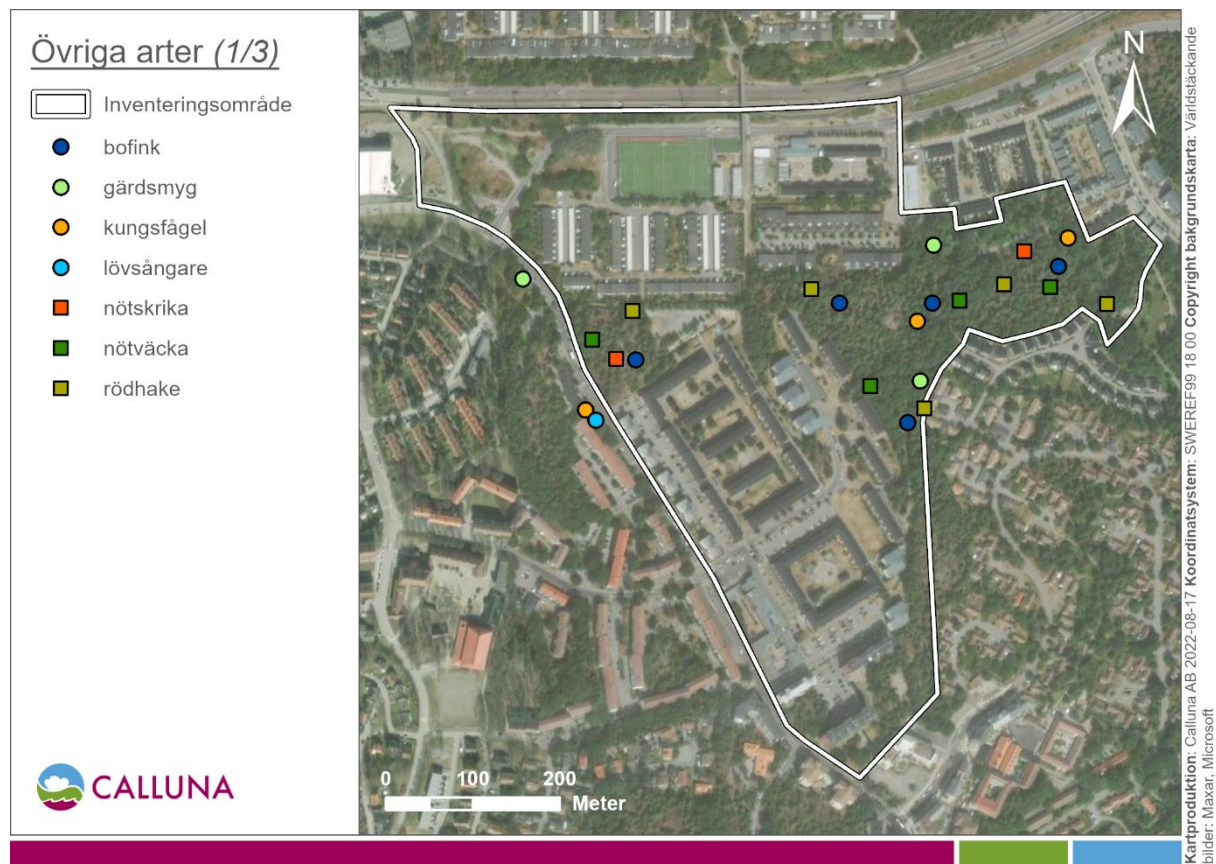 Övriga arter (1/3)
Inventeringsområde
bofink
gärdsmyg
kungsfågel
lövsångare
nötskrika
nötväcka
rödhake
CALLUNA
N
0 100 200
Meter
Kartproduktion: Calluna AB 2022-08-17 Koordinatsystem: SWEREF99 18 00 Copyright bakgrundskarta: Världstäckande
bilder: Maxar, Microsoft